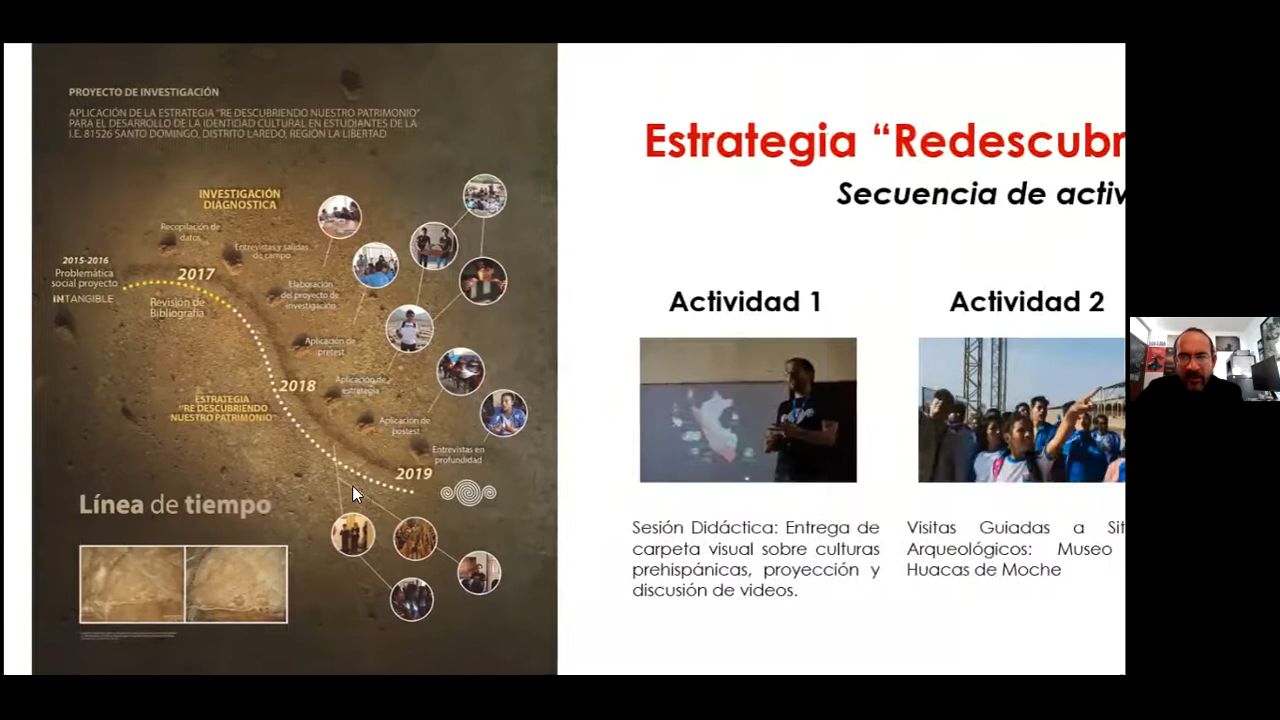 PROYECTO DE INVESTIGACIÓN
APLICACIÓN DE LA ESTRATEGIA "RE DESCUBRIENDO NUESTRO PATRIMONIO"
PARA EL DESARROLLO DE LA IDENTIDAD CULTURAL EN ESTUDIANTES DE LA
I.E. 81526 SANTO DOMINGO, DISTRITO LAREDO, REGIÓN LA LIBERTAD
INVESTIGACIÓN
DIAGNOSTICA
Recopilación de
datos
Entrevistas y salidas
de campo
2015-2016
Problemática
social proyecto
INTANGIBLE
2017
Revisión de
Bibliografía
Elaboración
del proyecto de
investigación
Aplicación de
pretest
2018
Aplicación de
estrategia
ESTRATEGIA
"RE DESCUBRIENDO
NUESTRO PATRIMONIO"
Aplicación de
postest
Entrevistas en
profundidad
2019
Línea de tiempo
Estrategia "Redescubr
Secuencia de activ
Actividad 1
Sesión Didáctica: Entrega de
carpeta visual sobre culturas
prehispánicas, proyección y
discusión de videos.
Actividad 2
Visitas Guiadas a Sit
Arqueológicos: Museo
Huacas de Moche